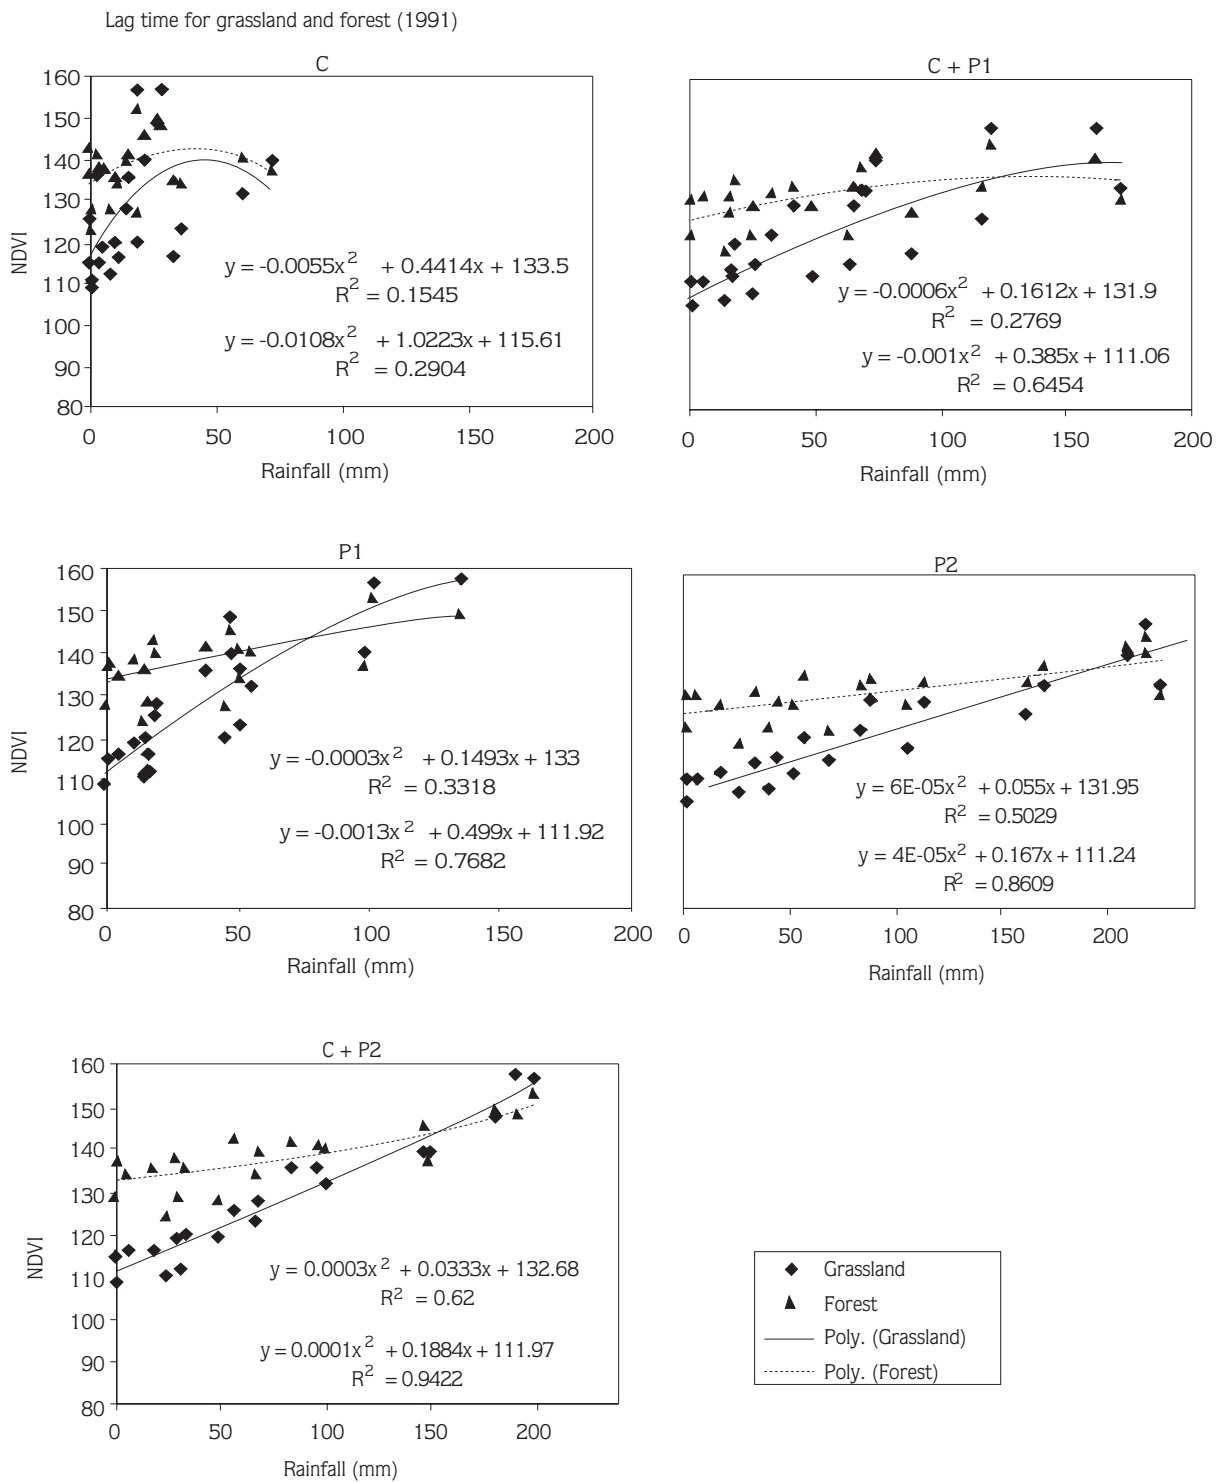 Lag time for grassland and forest (1991)
C
NDVI
160
150
140
130
120
110
100
90
80
y = -0.0055x² + 0.4414x + 133.5
R² = 0.1545
y = -0.0108x² + 1.0223x + 115.61
R² = 0.2904
0 50 100 150 200
Rainfall (mm)
C + P1
y = -0.0006x² + 0.1612x + 131.9
R² = 0.2769
y = -0.001x² + 0.385x + 111.06
R² = 0.6454
0 50 100 150 200
Rainfall (mm)
P1
NDVI
160
150
140
130
120
110
100
90
80
y = -0.0003x² + 0.1493x + 133
R² = 0.3318
y = -0.0013x² + 0.499x + 111.92
R² = 0.7682
0 50 100 150 200
Rainfall (mm)
P2
y = 6E-05x² + 0.055x + 131.95
R² = 0.5029
y = 4E-05x² + 0.167x + 111.24
R² = 0.8609
0 50 100 150 200
Rainfall (mm)
C + P2
NDVI
160
150
140
130
120
110
100
90
80
y = 0.0003x² + 0.0333x + 132.68
R² = 0.62
y = 0.0001x² + 0.1884x + 111.97
R² = 0.9422
0 50 100 150 200
Rainfall (mm)
Grassland
Forest
Poly. (Grassland)
Poly. (Forest)